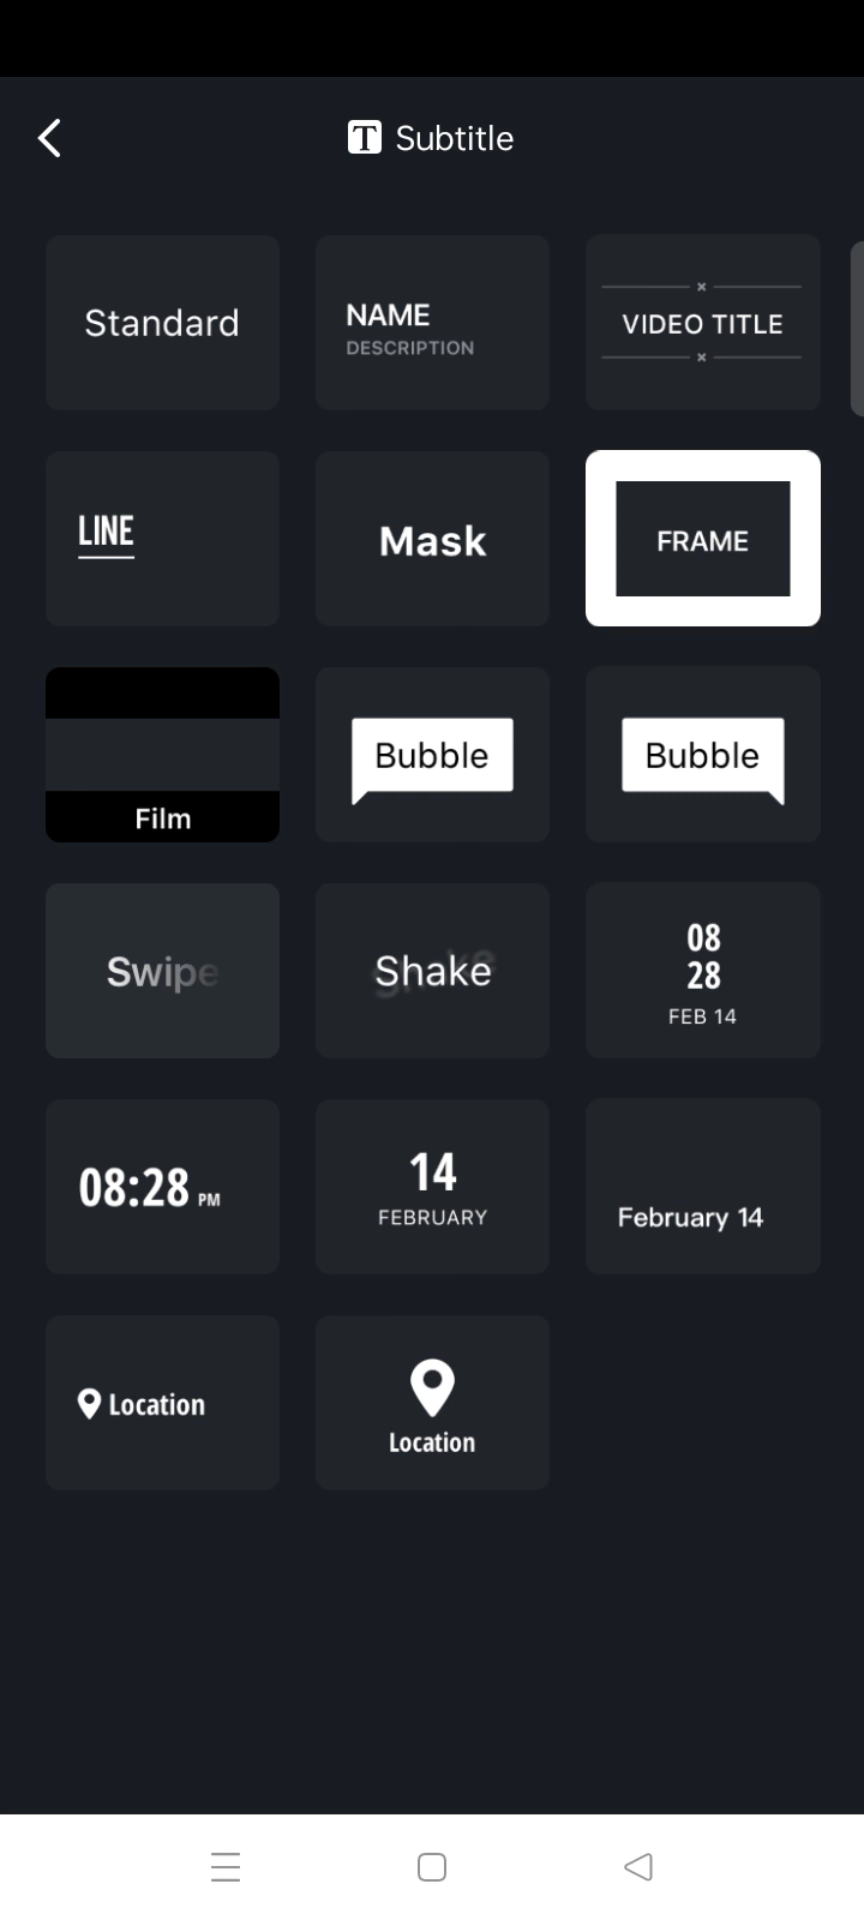 T Subtitle
Standard
NAME
DESCRIPTION
VIDEO TITLE
LINE
Mask
FRAME
Film
Bubble
Bubble
Swipe
Shake
08
28
FEB 14
08:28 PM
14
FEBRUARY
February 14
Location
Location